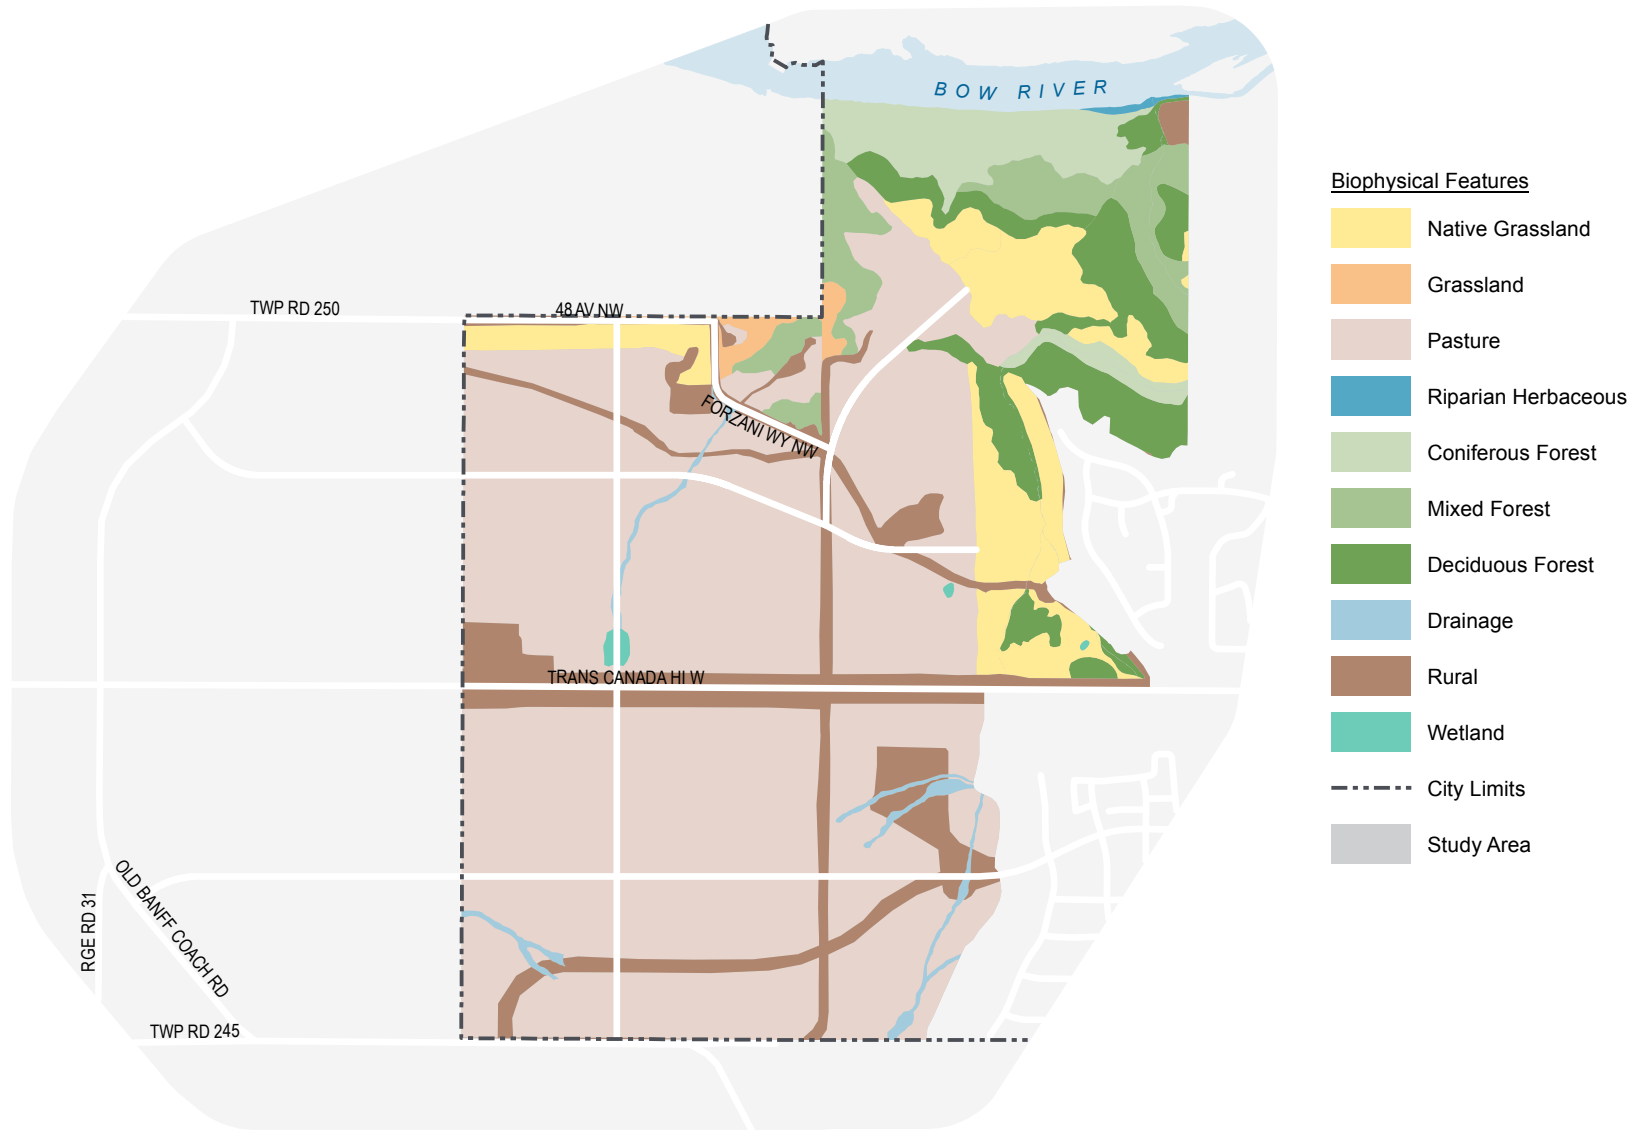 BOW RIVER
TWP RD 250
48 AV NW
FORZANI WY NW
TRANS CANADA HI W
OLD BANFF COACH RD
RGE RD 31
TWP RD 245
Biophysical Features
Native Grassland
Grassland
Pasture
Riparian Herbaceous
Coniferous Forest
Mixed Forest
Deciduous Forest
Drainage
Rural
Wetland
City Limits
Study Area